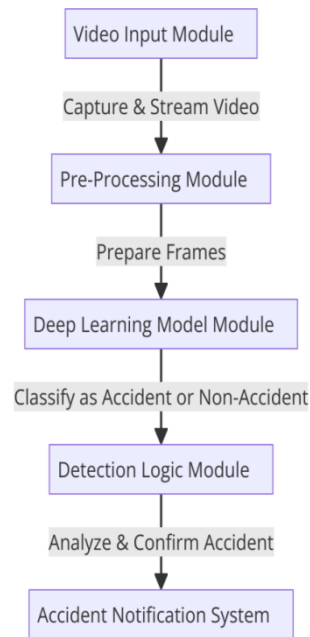 Video Input Module
Capture & Stream Video
Pre-Processing Module
Prepare Frames
Deep Learning Model Module
Classify as Accident or Non-Accident
Detection Logic Module
Analyze & Confirm Accident
Accident Notification System